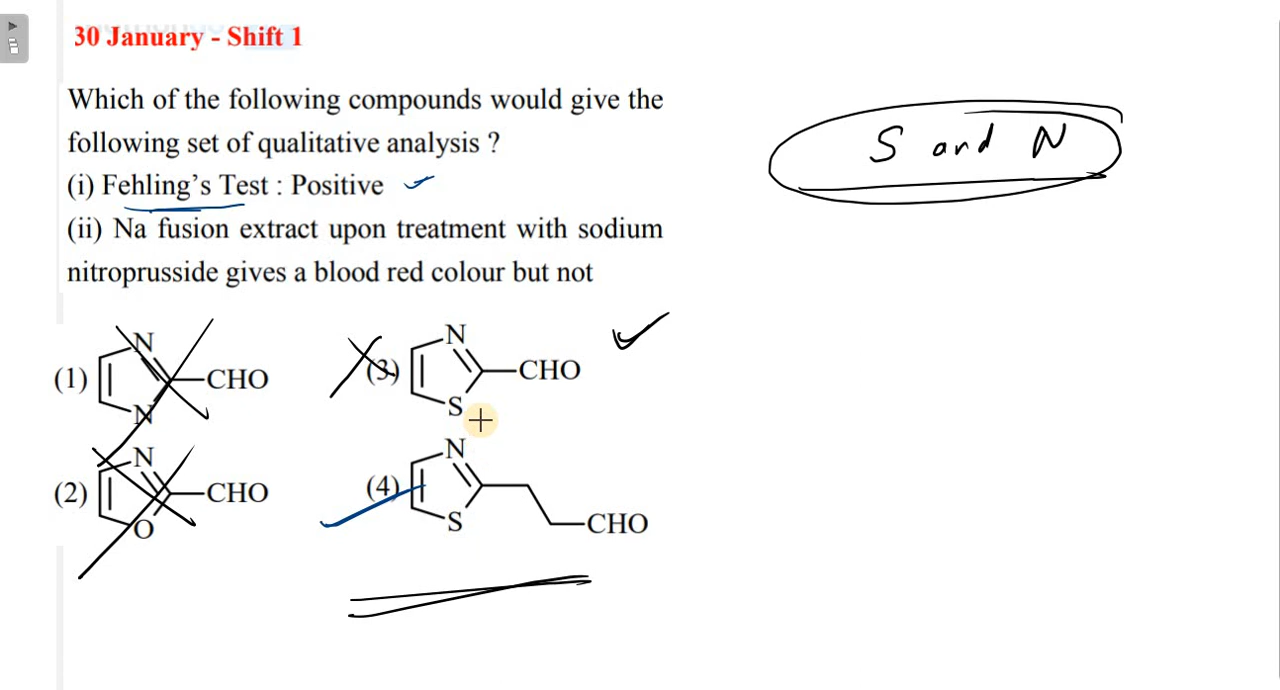 30 January - Shift 1
Which of the following compounds would give the
following set of qualitative analysis ?
(i) Fehling's Test : Positive
(ii) Na fusion extract upon treatment with sodium
nitroprusside gives a blood red colour but not
S and N
(1) N N CHO
(2) N O CHO
(3) N S CHO
(4) N S CHO